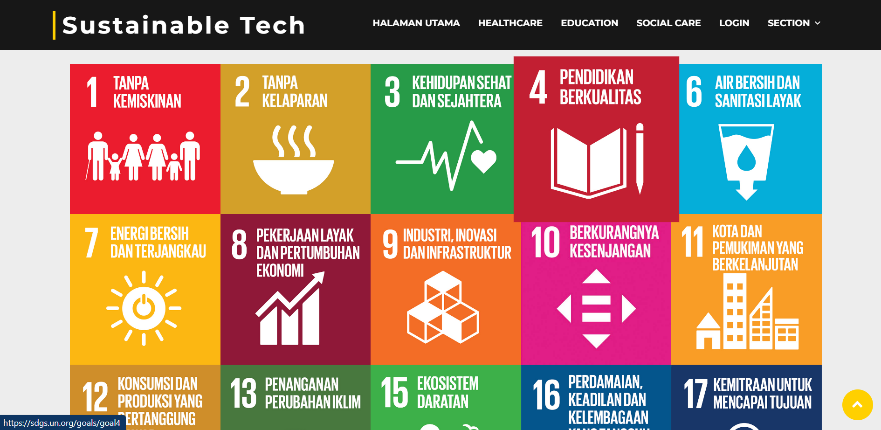 Sustainable Tech
HALAMAN UTAMA
HEALTHCARE
EDUCATION
SOCIAL CARE
LOGIN
SECTION
1 TANPA
KEMISKINAN
2 TANPA
KELAPARAN
3 KEHIDUPAN SEHAT
DAN SEJAHTERA
4 PENDIDIKAN
BERKUALITAS
6 AIR BERSIH DAN
SANITASI LAYAK
7 ENERGI BERSIH
DAN TERJANGKAU
8 PEKERJAAN LAYAK
DAN PERTUMBUHAN
EKONOMI
9 INDUSTRI, INOVASI
DAN INFRASTRUKTUR
10 BERKURANGNYA
KESENJANGAN
11 KOTA DAN
PEMUKIMAN YANG
BERKELANJUTAN
12 KONSUMSI DAN
PRODUKSI YANG
BERTANGGUNG
13 PENANGANAN
PERUBAHAN IKLIM
15 EKOSISTEM
DARATAN
16 PERDAMAIAN,
KEADILAN DAN
KELEMBAGAAN
17 KEMITRAAN UNTUK
MENCAPAI TUJUAN
https://sdgs.un.org/goals/goal4